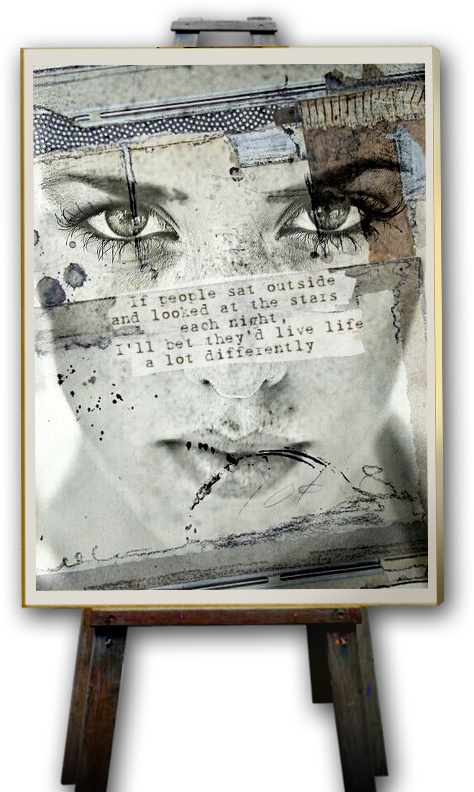 If people sat outside
and looked at the stars
each night,
I'll bet they'd live life
a lot differently